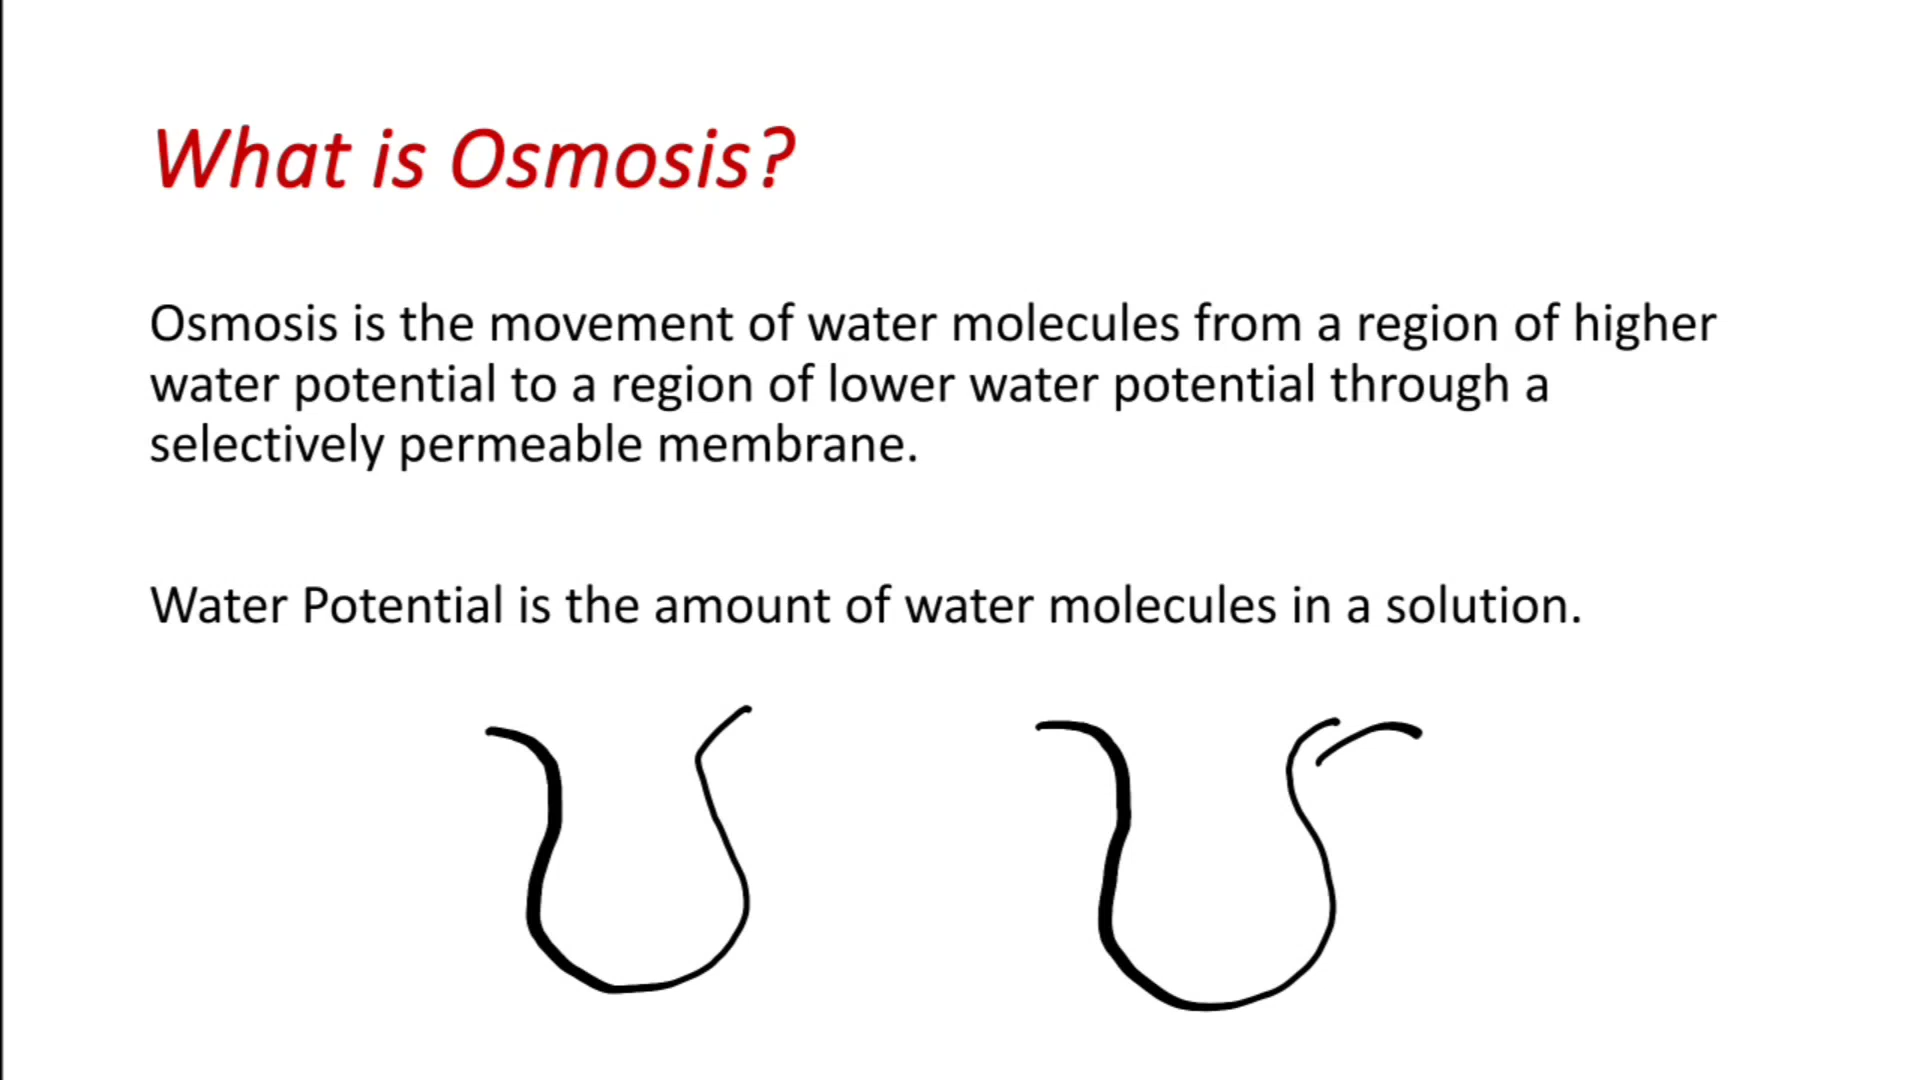 What is Osmosis?
Osmosis is the movement of water molecules from a region of higher
water potential to a region of lower water potential through a
selectively permeable membrane.
Water Potential is the amount of water molecules in a solution.